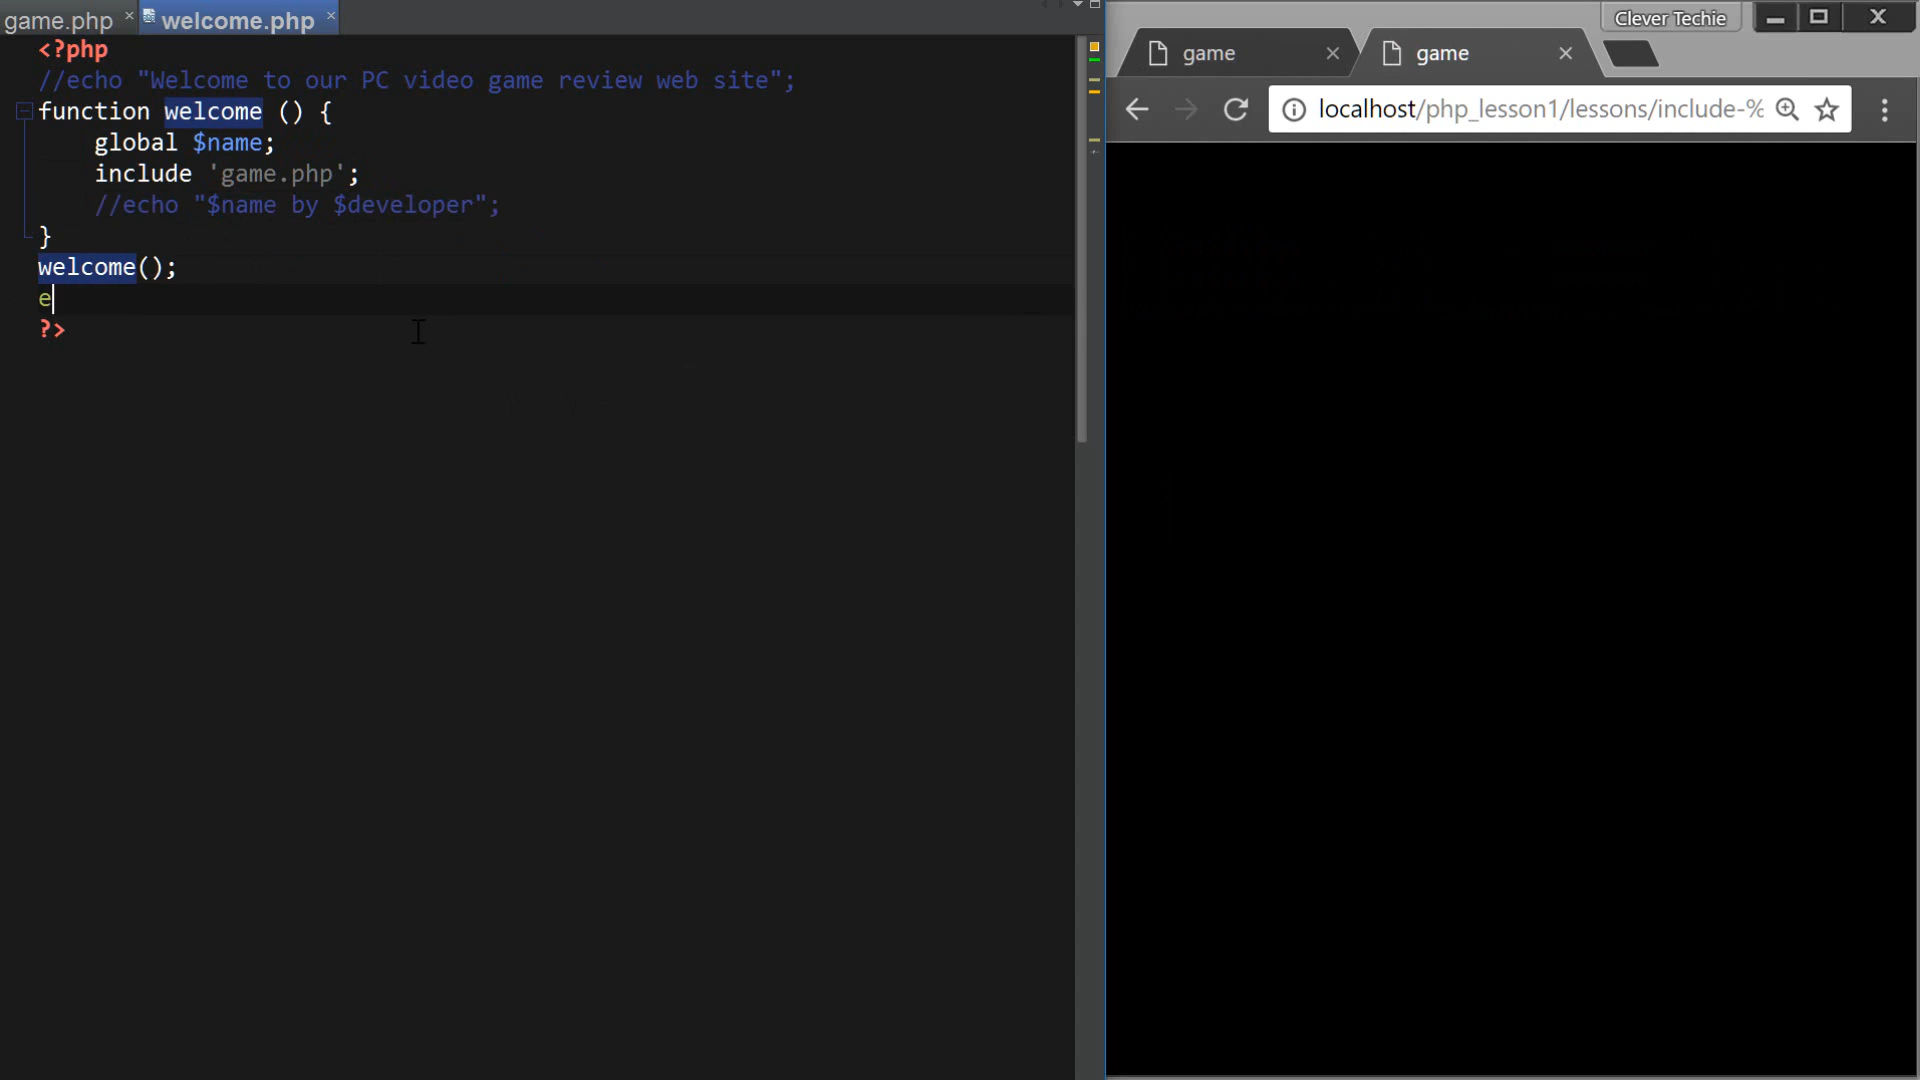 game.php
welcome.php
<?php
//echo "Welcome to our PC video game review web site";
function welcome () {
global $name;
include 'game.php';
//echo "$name by $developer";
}
welcome();
e
?>
Clever Techie
game
game
localhost/php_lesson1/lessons/include-%